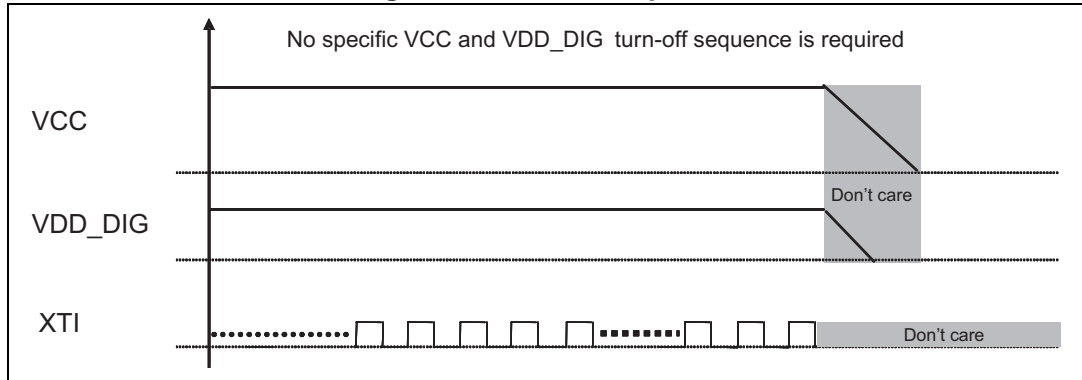 No specific VCC and VDD_DIG turn-off sequence is required
VCC
Don't care
VDD_DIG
XTI
Don't care